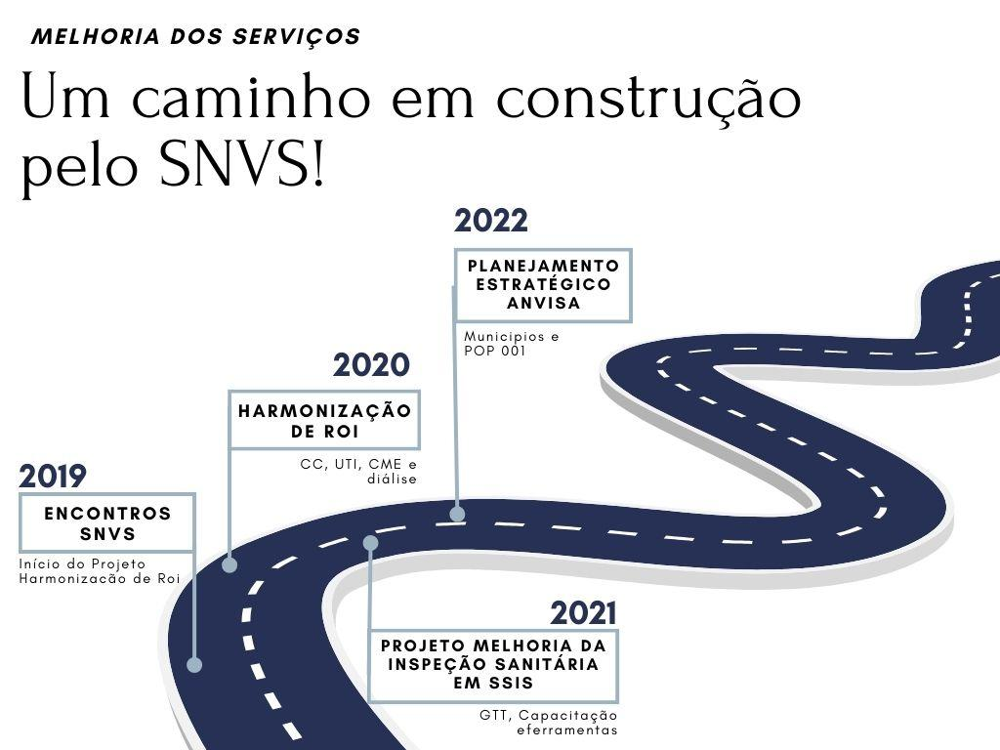 MELHORIA DOS SERVIÇOS
Um caminho em construção
pelo SNVS!
2022
PLANEJAMENTO
ESTRATÉGICO
ANVISA
Municipios e
POP 001
2020
HARMONIZAÇÃO
DE ROI
CC, UTI, CME e
diálise
2019
ENCONTROS
SNVS
Início do Projeto
Harmonizacão de Roi
2021
PROJETO MELHORIA DA
INSPEÇÃO SANITÁRIA
EM SSIS
GTT, Capacitação
eferramentas